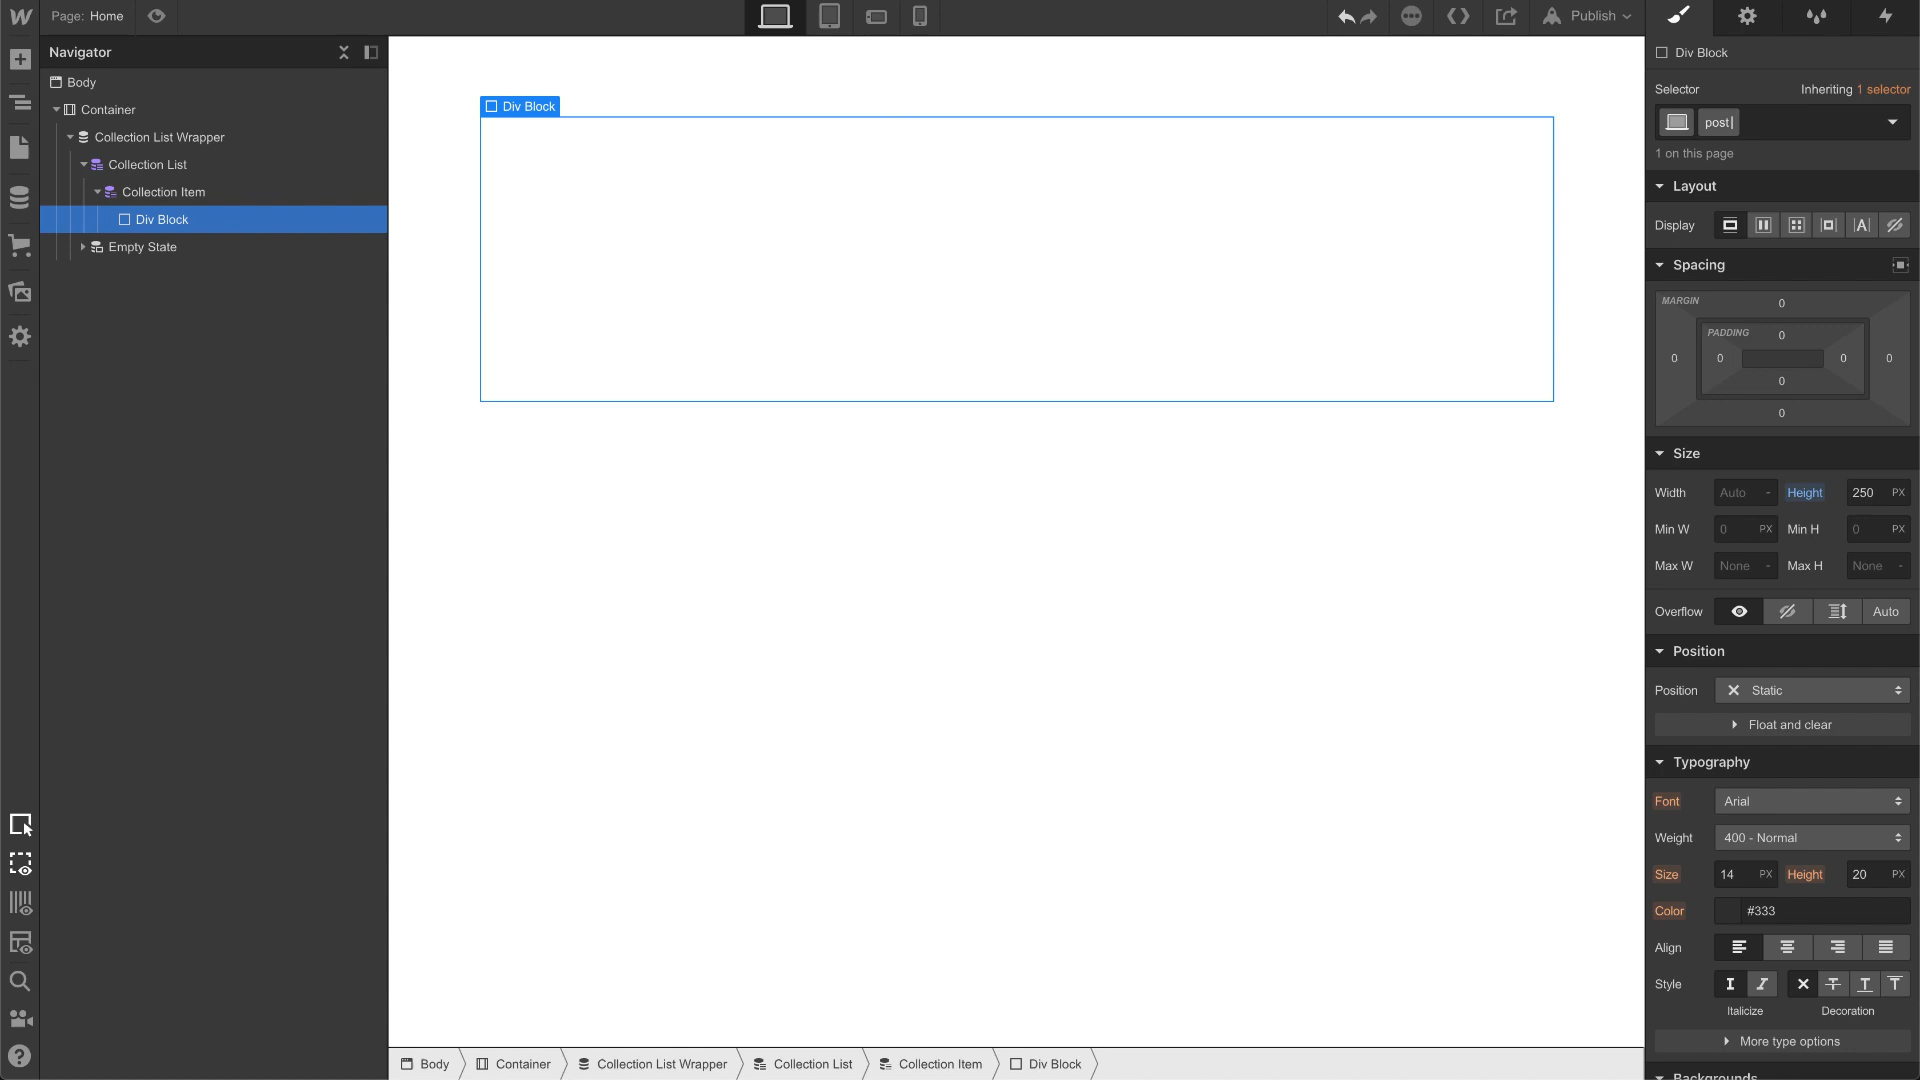 Page: Home
Publish
Navigator
Body
Container
Collection List Wrapper
Collection List
Collection Item
Div Block
Empty State
Div Block
Body
Container
Collection List Wrapper
Collection List
Collection Item
Div Block
Div Block
Selector
Inheriting 1 selector
post
1 on this page
Layout
Display
Spacing
MARGIN
0
PADDING
0
0 0 0 0
0
0
Size
Width Auto - Height 250 PX
Min W 0 PX Min H 0 PX
Max W None - Max H None -
Overflow Auto
Position
Position Static
Float and clear
Typography
Font Arial
Weight 400 - Normal
Size 14 PX Height 20 PX
Color #333
Align
Style
Italicize Decoration
More type options
Backgrounds